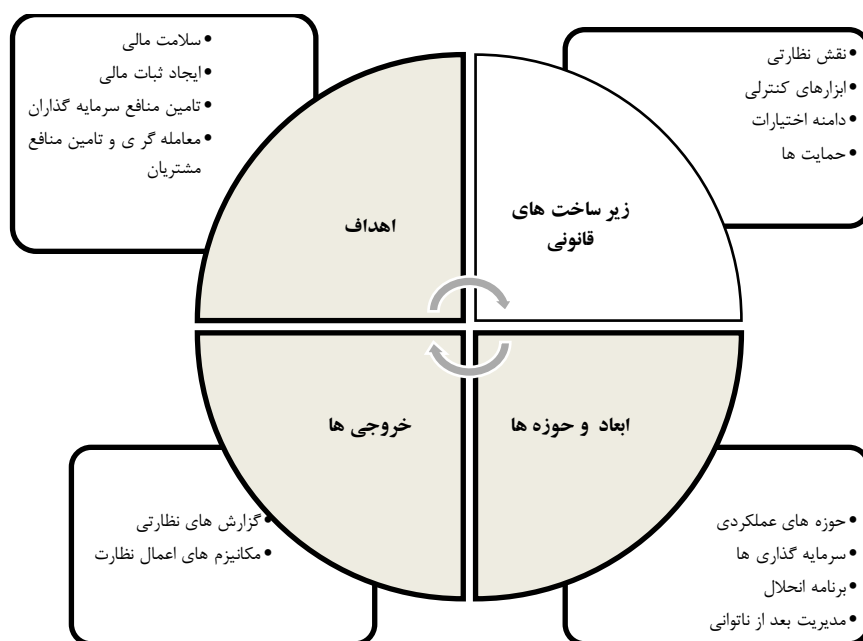 • نقش نظارتی
• ابزارهای کنترلی
• دامنه اختیارات
• حمایت ها
زیر ساخت های
قانونی
• سلامت مالی
• ایجاد ثبات مالی
• تامین منافع سرمایه گذاران
• معامله گر ی و تامین منافع
مشتریان
اهداف
ابعاد و حوزه ها
• حوزه های عملکردی
• سرمایه گذاری ها
• برنامه انحلال
• مدیریت بعد از ناتوانی
خروجی ها
• گزارش های نظارتی
• مکانیزم های اعمال نظارت